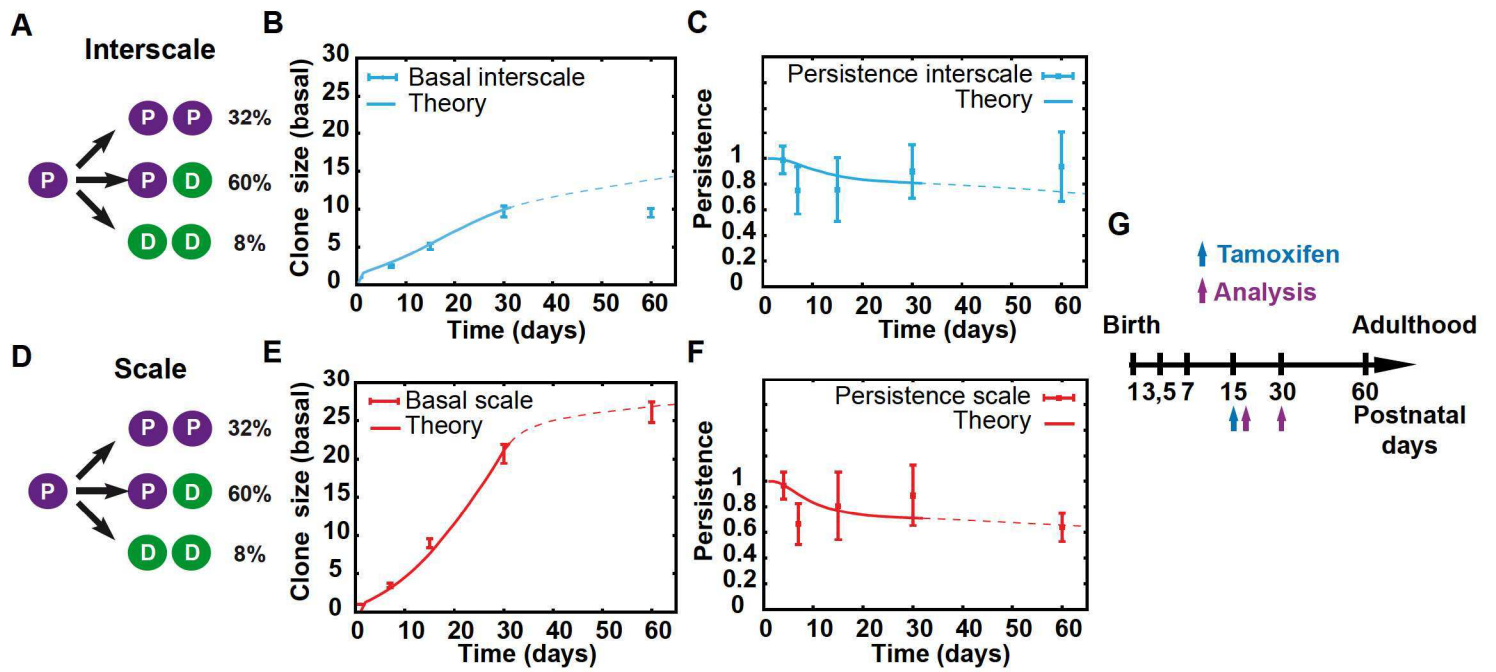 A
Interscale
P
P P 32%
P D 60%
D D 8%
B
Clone size (basal)
30
25
20
15
10
5
0
Basal interscale
Theory
0 10 20 30 40 50 60
Time (days)
C
Persistence
1
0.8
0.6
0.4
0.2
0
Persistence interscale
Theory
0 10 20 30 40 50 60
Time (days)
D
Scale
P
P P 32%
P D 60%
D D 8%
E
Clone size (basal)
30
25
20
15
10
5
0
Basal scale
Theory
0 10 20 30 40 50 60
Time (days)
F
Persistence
1
0.8
0.6
0.4
0.2
0
Persistence scale
Theory
0 10 20 30 40 50 60
Time (days)
G
Tamoxifen
Analysis
Birth Adulthood
1 3,5 7 15 30 60
Postnatal
days